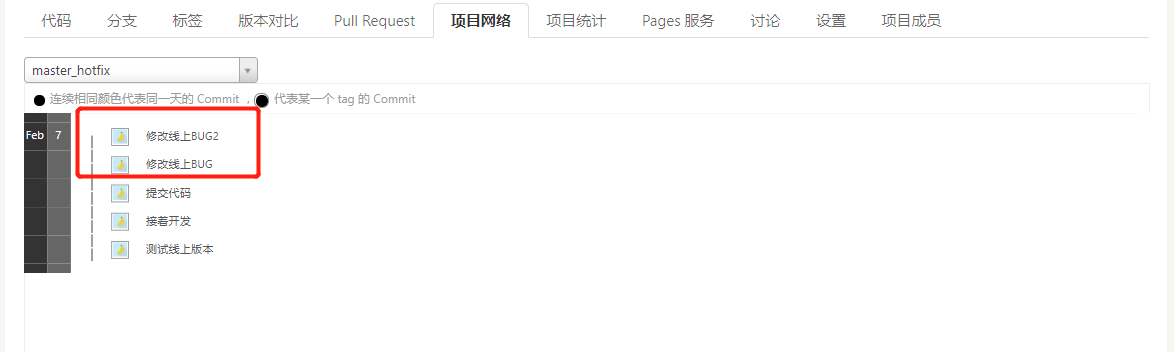 代码 分支 标签 版本对比 Pull Request 项目网络 项目统计 Pages 服务 讨论 设置 项目成员
master_hotfix
连续相同颜色代表同一天的 Commit ， 代表某一个 tag 的 Commit
Feb 7 修改线上BUG2
修改线上BUG
提交代码
接着开发
测试线上版本